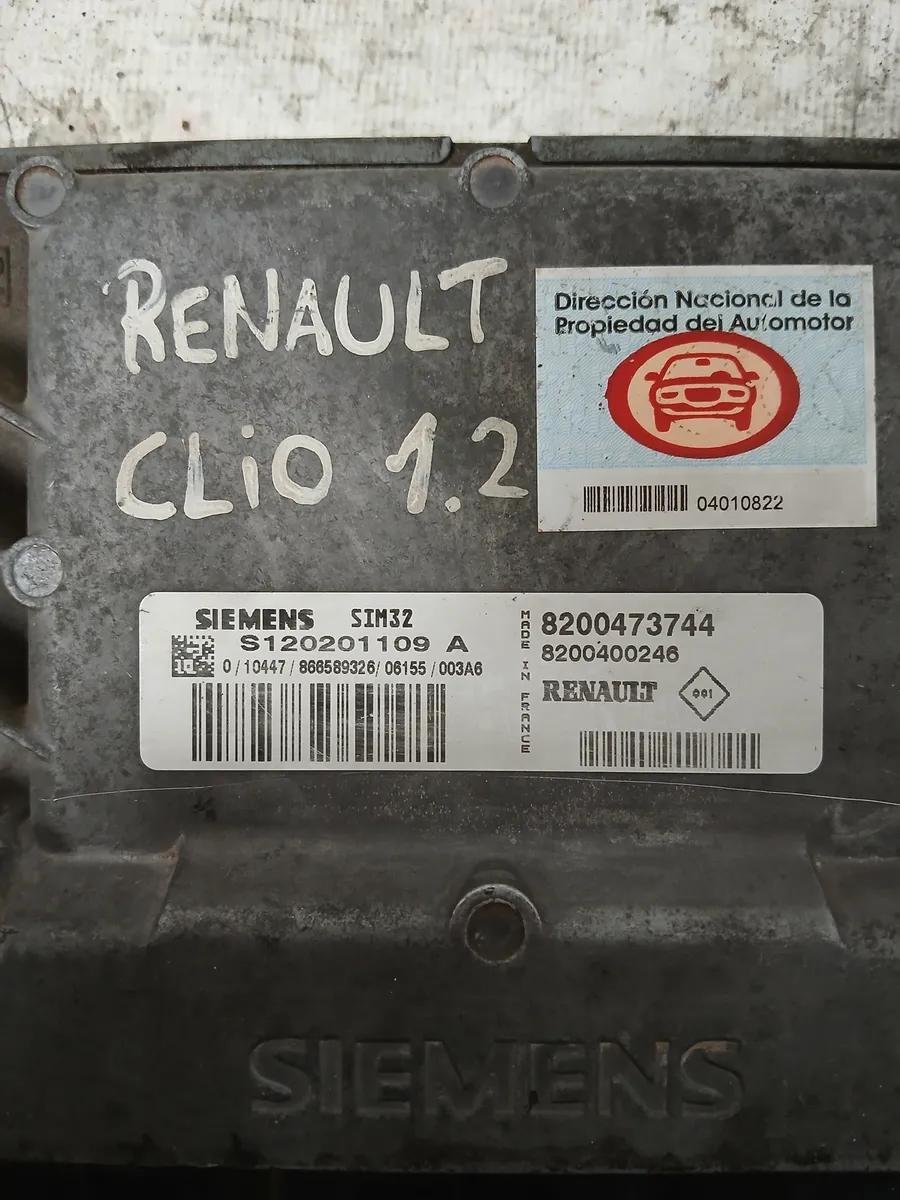 RENAULT
CLiO 1.2
Dirección Nacional de la
Propiedad del Automotor
04010822
SIEMENS SIM32
S120201109 A
0/10447/866589326/06155/003A6
MADE IN FRANCE
8200473744
8200400246
RENAULT 001
SIEMENS